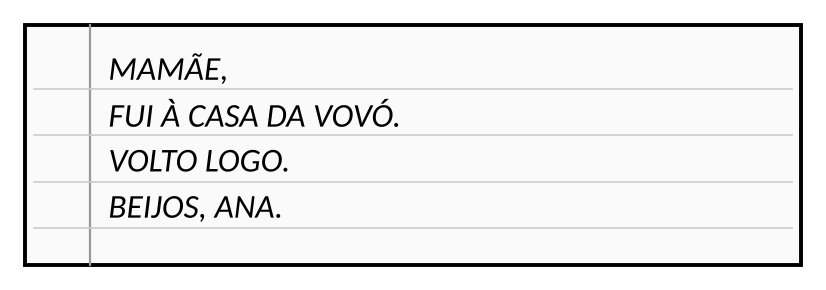 MAMÃE,
FUI À CASA DA VOVÓ.
VOLTO LOGO.
BEIJOS, ANA.